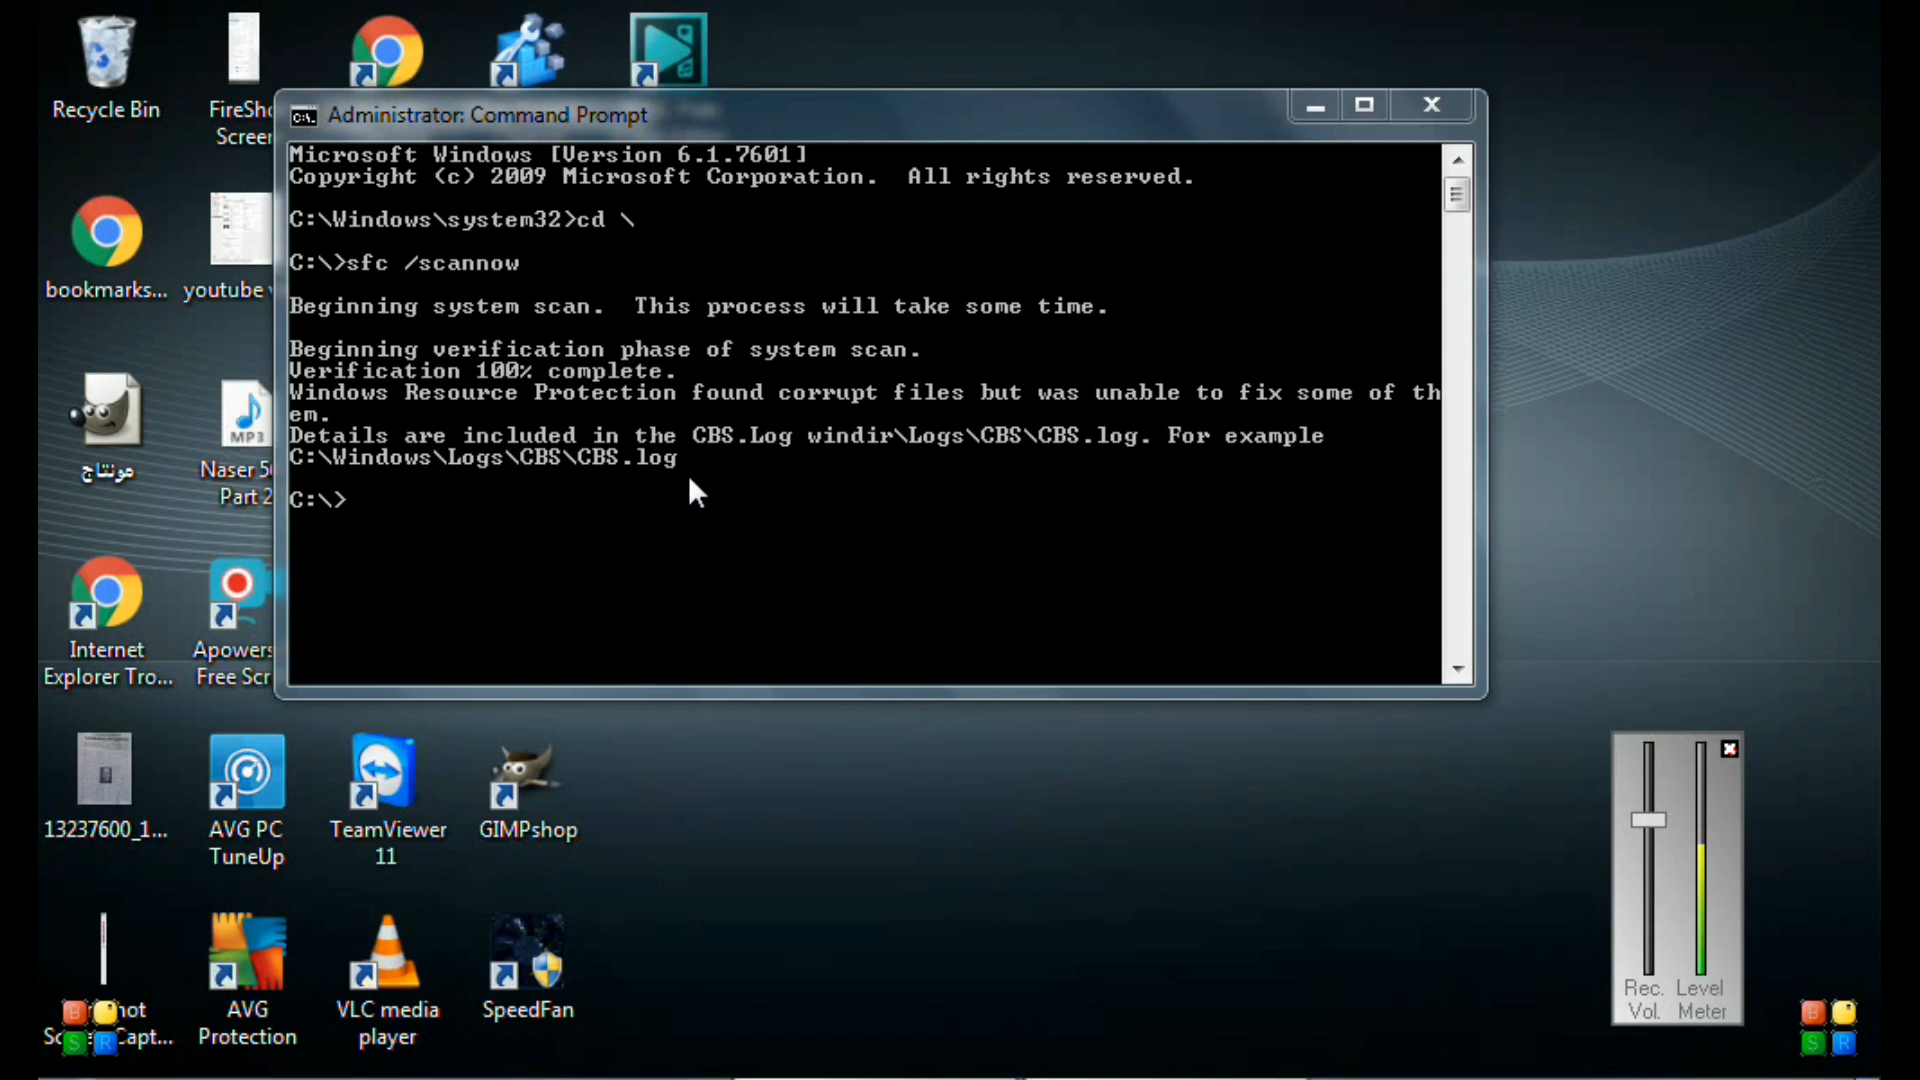 Recycle Bin
FireSho
Screen
Administrator: Command Prompt
Microsoft Windows [Version 6.1.7601]
Copyright (c) 2009 Microsoft Corporation.  All rights reserved.
C:\Windows\system32>cd \
C:\>sfc /scannow
Beginning system scan.  This process will take some time.
Beginning verification phase of system scan.
Verification 100% complete.
Windows Resource Protection found corrupt files but was unable to fix some of th
em.
Details are included in the CBS.Log windir\Logs\CBS\CBS.log. For example
C:\Windows\Logs\CBS\CBS.log
C:\>
bookmarks...
youtube
مونتاج
MP3
Naser 50
Part 2
Internet
Explorer Tro...
Apowers
Free Scr
13237600_1...
AVG PC
TuneUp
TeamViewer
11
GIMPshop
AVG
Protection
VLC media
player
SpeedFan
Rec.
Vol.
Level
Meter
B
S R
B
S R